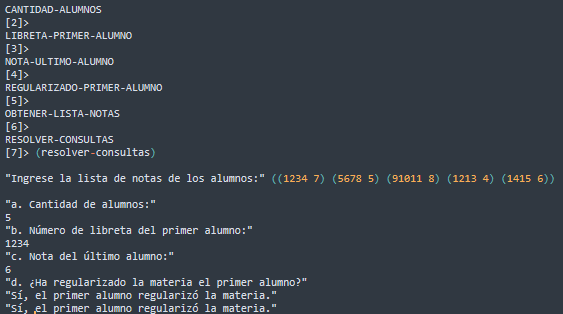 CANTIDAD-ALUMNOS
[2]>
LIBRETA-PRIMER-ALUMNO
[3]>
NOTA-ULTIMO-ALUMNO
[4]>
REGULARIZADO-PRIMER-ALUMNO
[5]>
OBTENER-LISTA-NOTAS
[6]>
RESOLVER-CONSULTAS
[7]> (resolver-consultas)
"Ingrese la lista de notas de los alumnos:" ((1234 7) (5678 5) (91011 8) (1213 4) (1415 6))
"a. Cantidad de alumnos:"
5
"b. Número de libreta del primer alumno:"
1234
"c. Nota del último alumno:"
6
"d. ¿Ha regularizado la materia el primer alumno?"
"Sí, el primer alumno regularizó la materia."
"Sí, el primer alumno regularizó la materia."